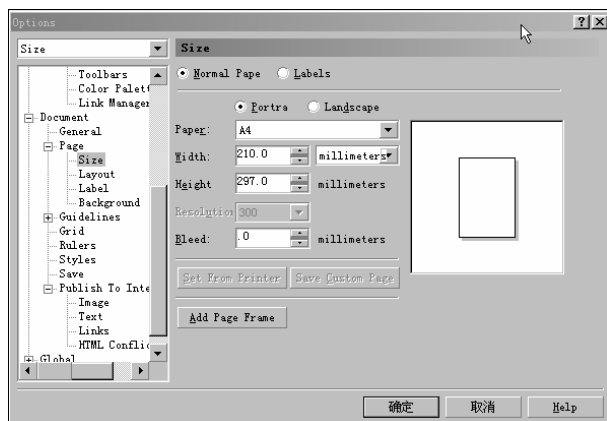 Options
Size
Toolbars
Color Palett
Link Manager
Document
General
Page
Size
Layout
Label
Background
Guidelines
Grid
Rulers
Styles
Save
Publish To Inte
Image
Text
Links
HTML Conflic
Global
Size
Normal Pape Labels
Portra Landscape
Paper: A4
Width: 210.0 millimeters
Height 297.0 millimeters
Resolution 300
Bleed: .0 millimeters
Set From Printer Save Custom Page
Add Page Frame
确定 取消 Help